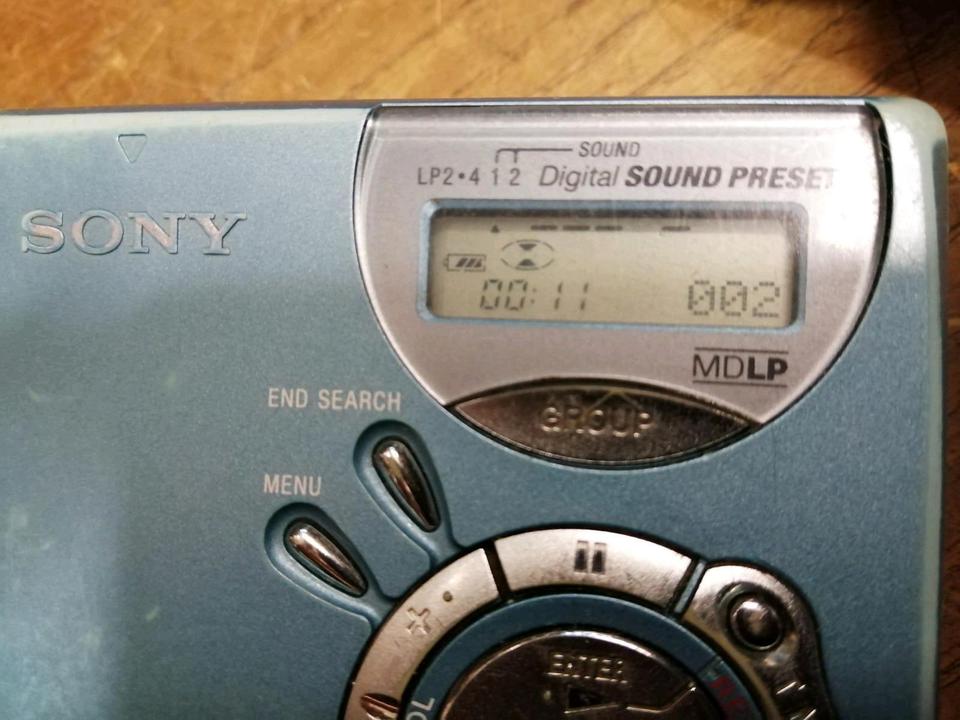 SOUND
LP2•4 1 2 Digital SOUND PRESET
SONY
00:11 002
MDLP
END SEARCH
GROUP
MENU
+
ENTER